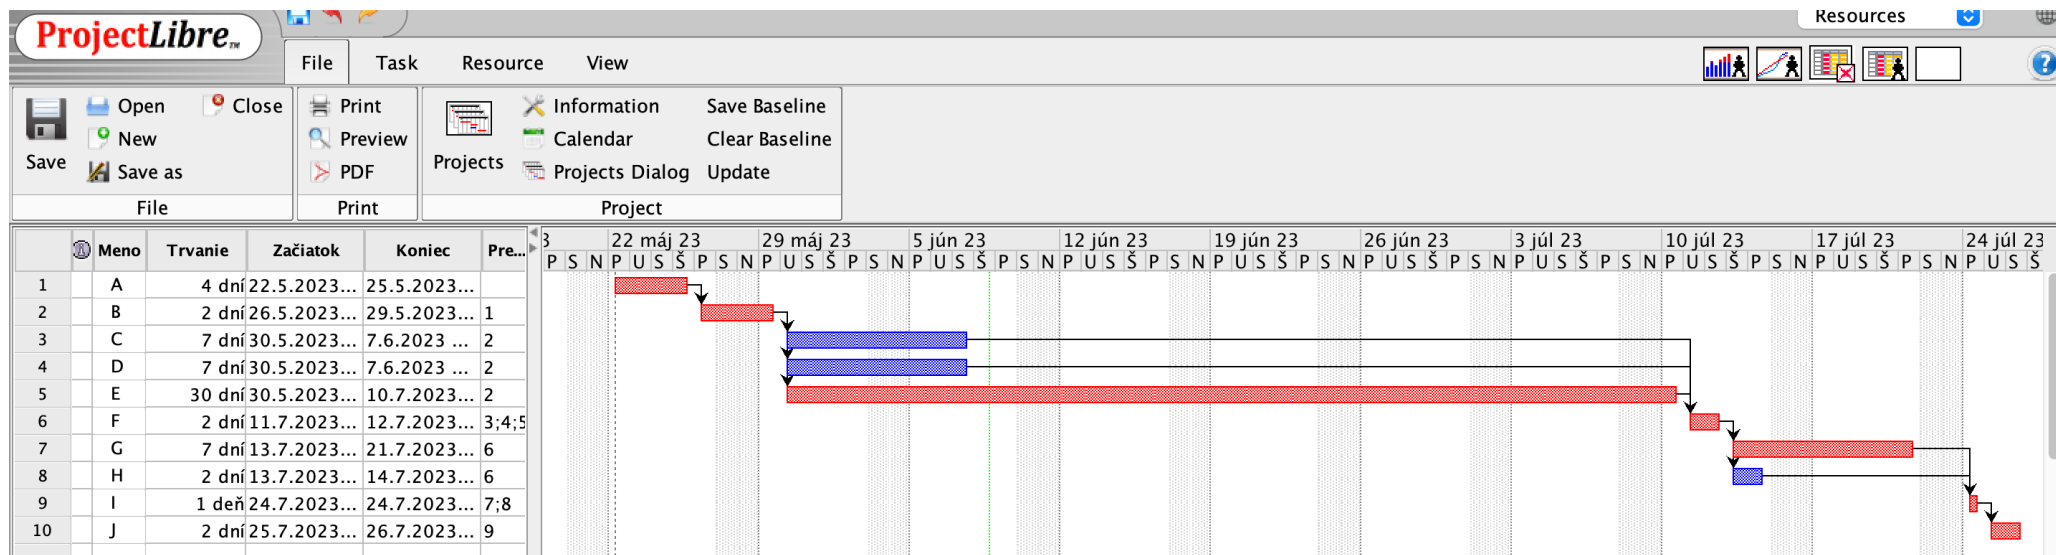 Resources
ProjectLibre™
File Task Resource View
Open Close Print Information Save Baseline
New Preview Calendar Clear Baseline
Save Save as PDF Projects Projects Dialog Update
File Print Project
3 22 máj 23 29 máj 23 5 jún 23 12 jún 23 19 jún 23 26 jún 23 3 júl 23 10 júl 23 17 júl 23 24 júl 23
Meno Trvanie Začiatok Koniec Pre...
P S N P U S Š P S N P U S Š P S N P U S Š P S N P U S Š P S N P U S Š P S N P U S Š P S N P U S Š P S N P U S Š P S N P U S Š P S N P U S Š P S N P U S Š
1 A 4 dní 22.5.2023... 25.5.2023...
2 B 2 dní 26.5.2023... 29.5.2023... 1
3 C 7 dní 30.5.2023... 7.6.2023 ... 2
4 D 7 dní 30.5.2023... 7.6.2023 ... 2
5 E 30 dní 30.5.2023... 10.7.2023... 2
6 F 2 dní 11.7.2023... 12.7.2023... 3;4;5
7 G 7 dní 13.7.2023... 21.7.2023... 6
8 H 2 dní 13.7.2023... 14.7.2023... 6
9 I 1 deň 24.7.2023... 24.7.2023... 7;8
10 J 2 dní 25.7.2023... 26.7.2023... 9